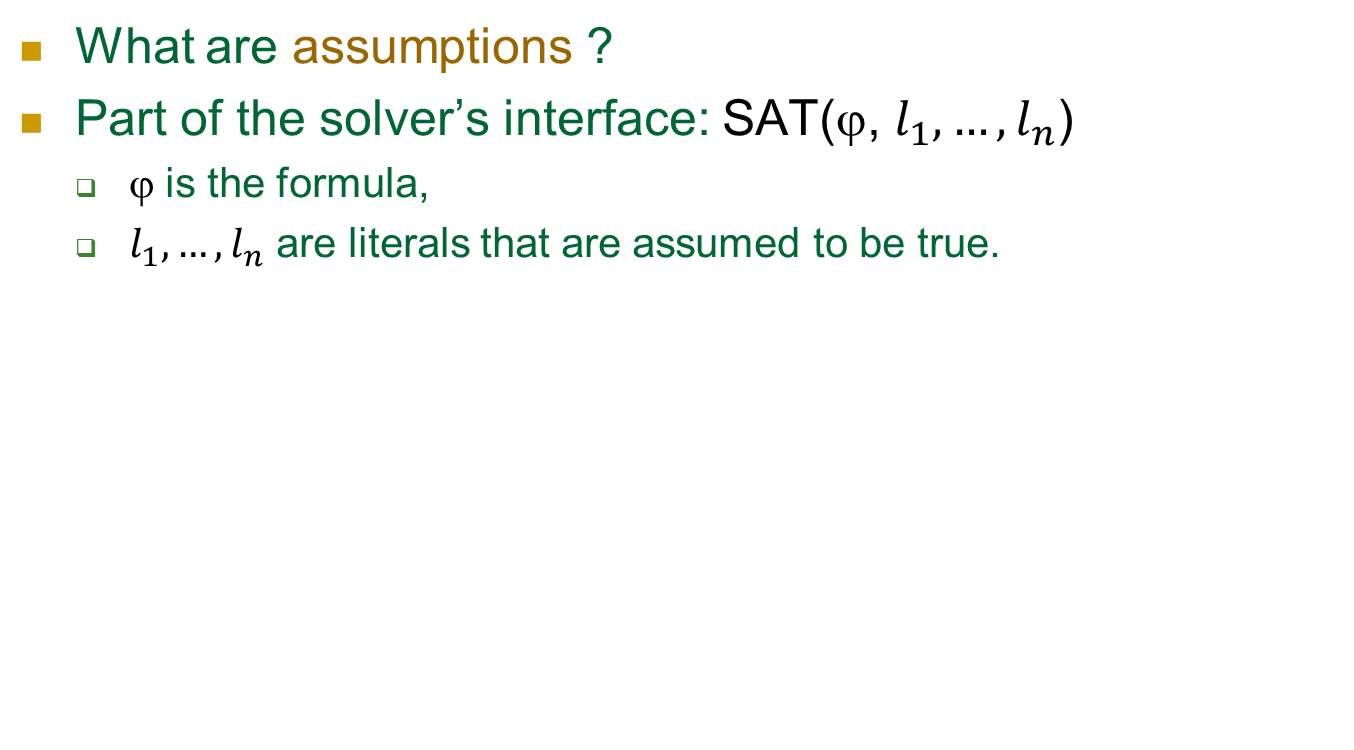 What are assumptions ?
Part of the solver’s interface: SAT(φ, l₁, … , lₙ)
φ is the formula,
l₁, … , lₙ are literals that are assumed to be true.